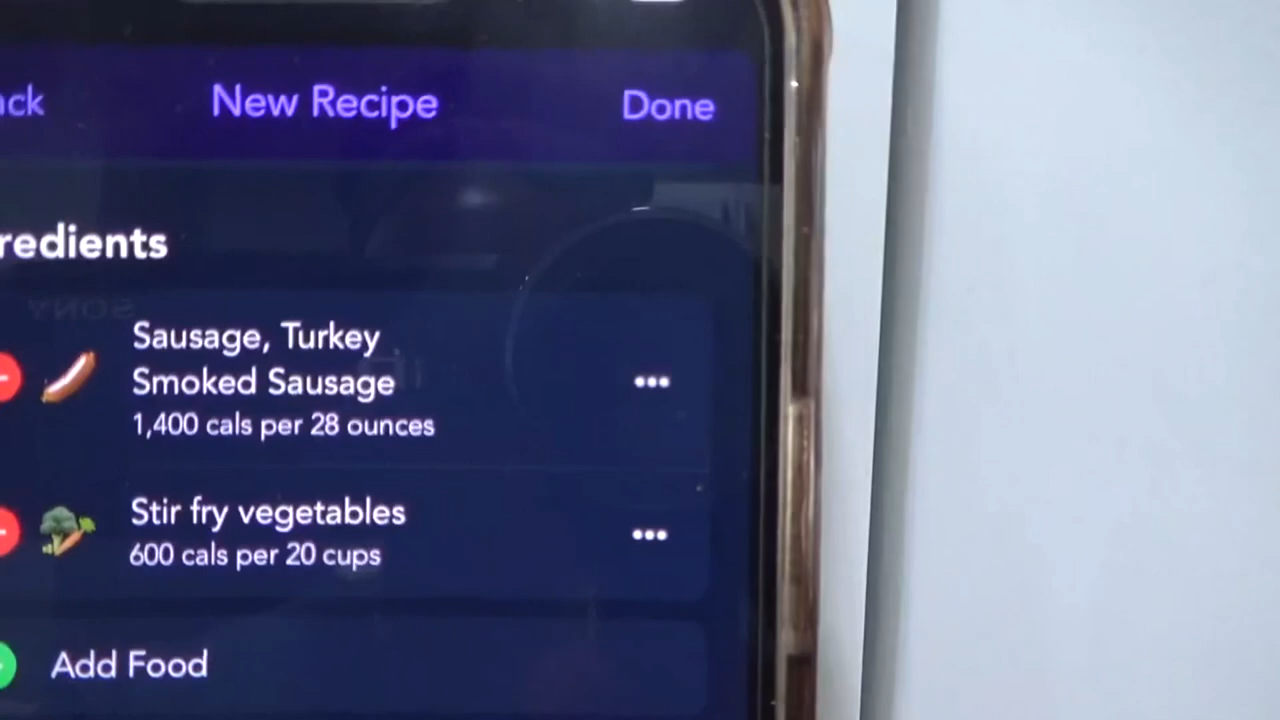 ack New Recipe Done
redients
SONY
Sausage, Turkey
Smoked Sausage
1,400 cals per 28 ounces
Stir fry vegetables
600 cals per 20 cups
Add Food